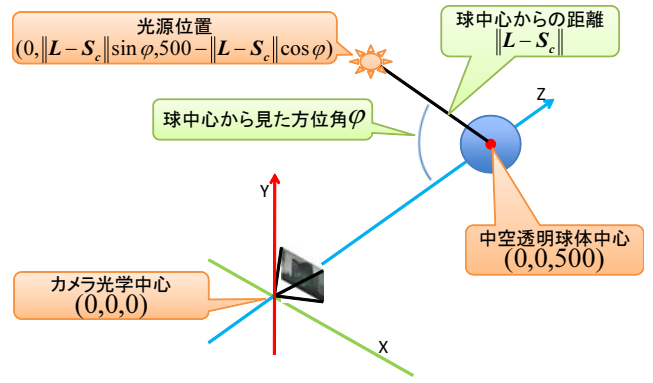 光源位置
(0,||L−S_c||sin φ,500−||L−S_c||cos φ)
球中心からの距離
||L−S_c||
球中心から見た方位角φ
Z
Y
中空透明球体中心
(0,0,500)
カメラ光学中心
(0,0,0)
X